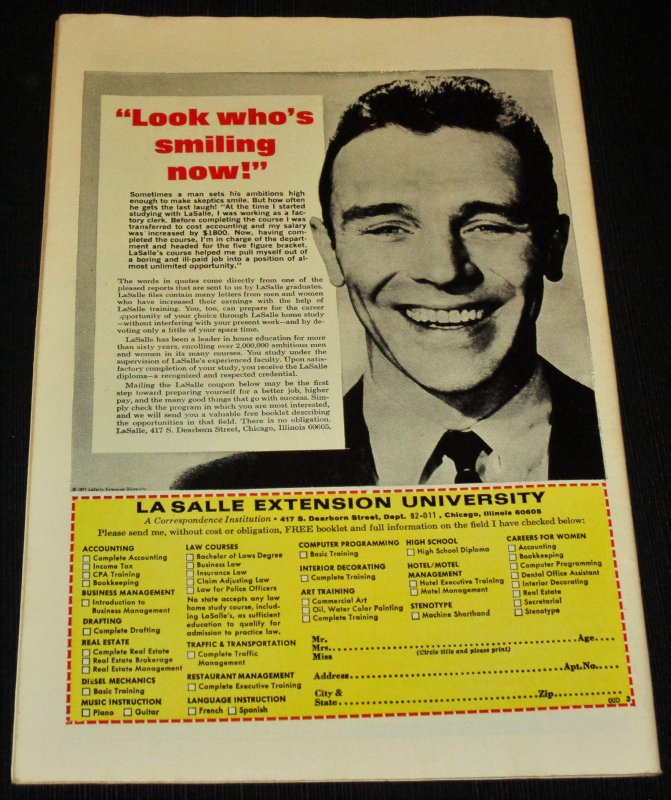 "Look who's
smiling
now!"
Sometimes a man sets his ambitions high
enough to make skeptics smile. But how often
he gets the last laugh! "At the time I started
studying with LaSalle, I was working as a fac-
tory clerk. Before completing the course I was
transferred to cost accounting and my salary
was increased by $1800. Now, having com-
pleted the course, I'm in charge of the depart-
ment and headed for the five figure bracket.
LaSalle's course helped me pull myself out of
a boring and ill-paid job into a position of al-
most unlimited opportunity."
The words in quotes come directly from one of the
pleased reports that are sent to us by LaSalle graduates.
LaSalle files contain many letters from men and women
who have increased their earnings with the help of
LaSalle training. You, too, can prepare for the career
opportunity of your choice through LaSalle home study
—without interfering with your present work—and by de-
voting only a little of your spare time.
LaSalle has been a leader in home education for more
than sixty years, enrolling over 2,000,000 ambitious men
and women in its many courses. You study under the
supervision of LaSalle's experienced faculty. Upon satis-
factory completion of your study, you receive the LaSalle
diploma—a recognized and respected credential.
Mailing the LaSalle coupon below may be the first
step toward preparing yourself for a better job, higher
pay, and the many good things that go with success. Sim-
ply check the program in which you are most interested,
and we will send you a valuable free booklet describing
the opportunities in that field. There is no obligation.
LaSalle, 417 S. Dearborn Street, Chicago, Illinois 60605.
LaSalle Extension University
LA SALLE EXTENSION UNIVERSITY
A Correspondence Institution • 417 S. Dearborn Street, Dept. 82-011, Chicago, Illinois 60605
Please send me, without cost or obligation, FREE booklet and full information on the field I have checked below:
ACCOUNTING
Complete Accounting
Income Tax
CPA Training
Bookkeeping
BUSINESS MANAGEMENT
Introduction to
Business Management
DRAFTING
Complete Drafting
REAL ESTATE
Complete Real Estate
Real Estate Brokerage
Real Estate Management
DIESEL MECHANICS
Basic Training
MUSIC INSTRUCTION
Piano Guitar
LAW COURSES
Bachelor of Laws Degree
Business Law
Insurance Law
Claim Adjusting Law
Law for Police Officers
No state accepts any law
home study course, includ-
ing LaSalle's, as sufficient
education to qualify for
admission to practice law.
TRAFFIC & TRANSPORTATION
Complete Traffic
Management
RESTAURANT MANAGEMENT
Complete Executive Training
LANGUAGE INSTRUCTION
French Spanish
COMPUTER PROGRAMMING
Basic Training
INTERIOR DECORATING
Complete Training
ART TRAINING
Commercial Art
Oil, Water Color Painting
Complete Training
HIGH SCHOOL
High School Diploma
HOTEL/MOTEL
MANAGEMENT
Hotel Executive Training
Motel Management
STENOTYPE
Machine Shorthand
CAREERS FOR WOMEN
Accounting
Bookkeeping
Computer Programming
Dental Office Assistant
Interior Decorating
Real Estate
Secretarial
Stenotype
Mr.
Mrs. Age
Miss (Circle title and please print)
Address Apt.No.
City &
State Zip
3